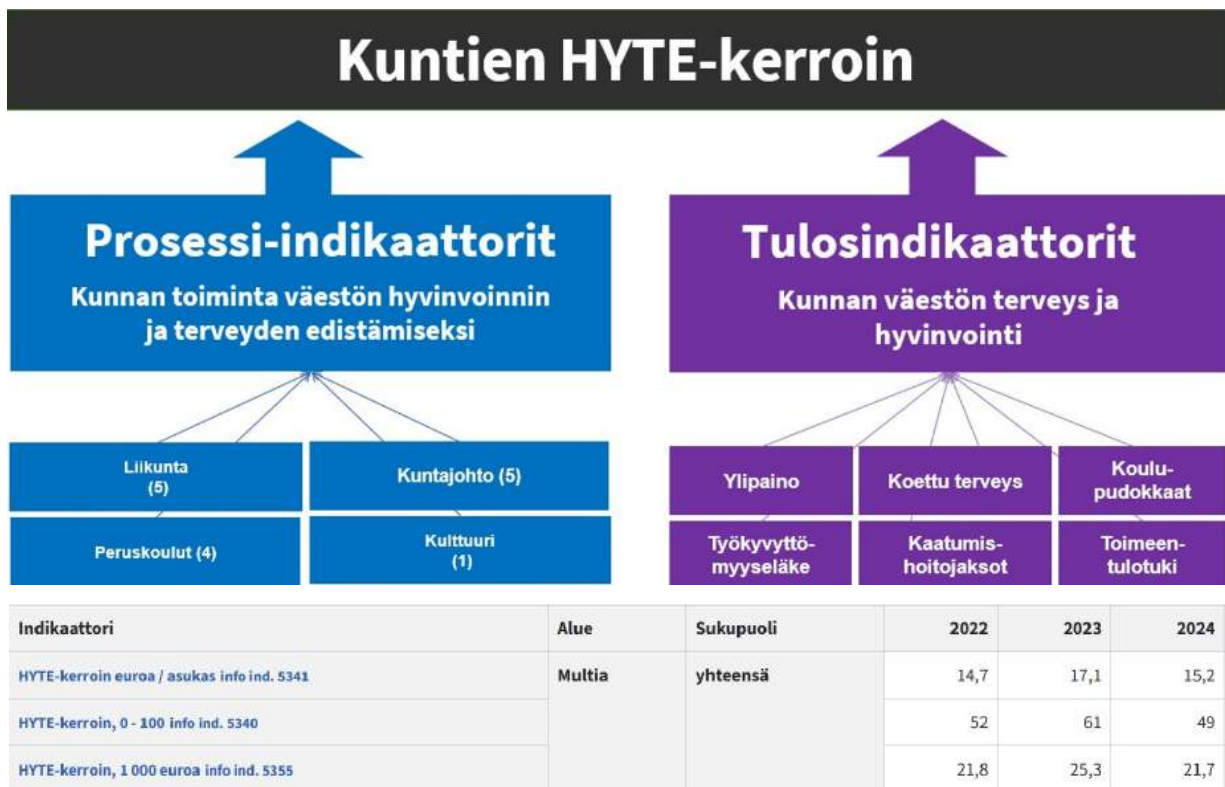 Kuntien HYTE-kerroin
Prosessi-indikaattorit
Kunnan toiminta väestön hyvinvoinnin
ja terveyden edistämiseksi
Tulosindikaattorit
Kunnan väestön terveys ja
hyvinvointi
Liikunta
(5)
Kuntajohto (5)
Peruskoulut (4)
Kulttuuri
(1)
Ylipaino
Koettu terveys
Koulu-
pudokkaat
Työkyvyttö-
myyseläke
Kaatumis-
hoitojaksot
Toimeen-
tulotuki
Indikaattori Alue Sukupuoli 2022 2023 2024
HYTE-kerroin euroa / asukas info ind. 5341 Multia yhteensä 14,7 17,1 15,2
HYTE-kerroin, 0 - 100 info ind. 5340 52 61 49
HYTE-kerroin, 1 000 euroa info ind. 5355 21,8 25,3 21,7